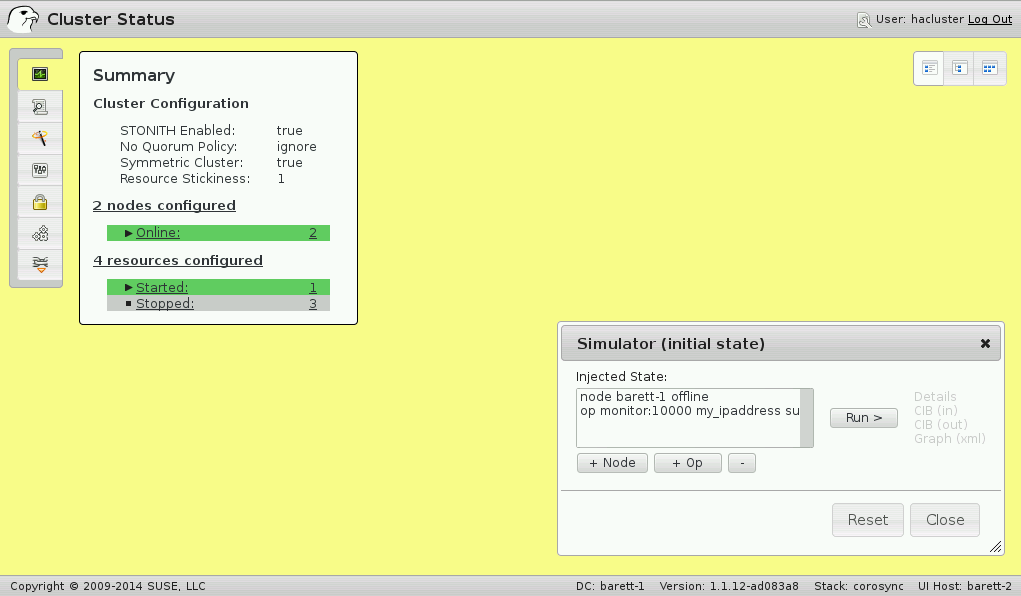 Cluster Status
User: hacluster Log Out
Summary
Cluster Configuration
STONITH Enabled: true
No Quorum Policy: ignore
Symmetric Cluster: true
Resource Stickiness: 1
2 nodes configured
Online: 2
4 resources configured
Started: 1
Stopped: 3
Simulator (initial state)
Injected State:
node barett-1 offline
op monitor:10000 my_ipaddress su
Run >
Details
CIB (in)
CIB (out)
Graph (xml)
+ Node + Op -
Reset Close
Copyright © 2009-2014 SUSE, LLC DC: barett-1 Version: 1.1.12-ad083a8 Stack: corosync UI Host: barett-2